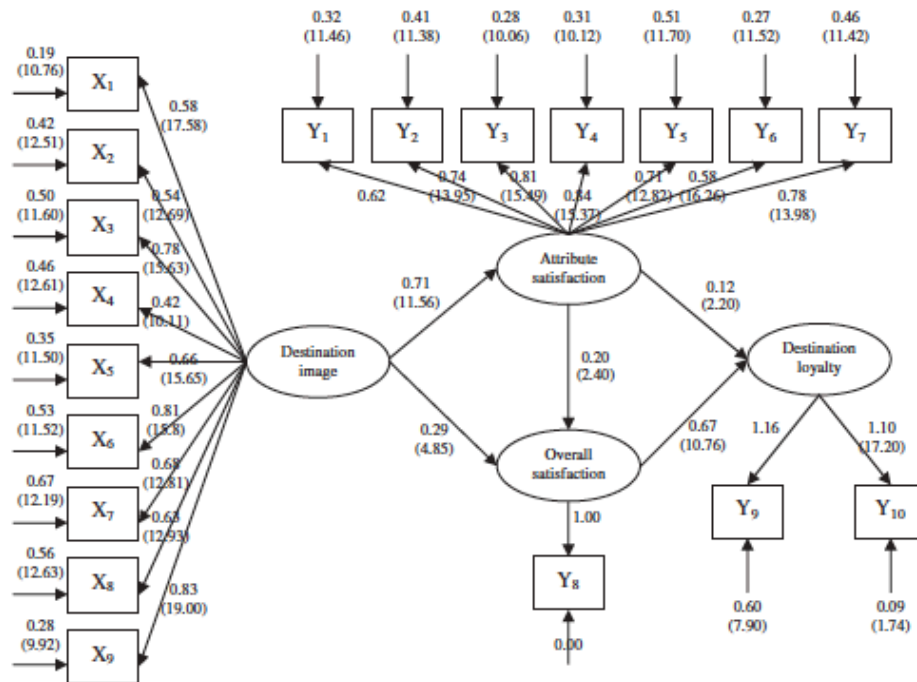 0.32 0.41 0.28 0.31 0.51 0.27 0.46
(11.46) (11.38) (10.06) (10.12) (11.70) (11.52) (11.42)
Y1 Y2 Y3 Y4 Y5 Y6 Y7
0.62
0.74
(13.95)
0.81
(15.49)
0.84
(15.37)
0.71
(12.82)
0.58
(16.26)
0.78
(13.98)
0.19
(10.76)
X1
0.42
(12.51)
X2
0.50
(11.60)
X3
0.46
(12.61)
X4
0.35
(11.50)
X5
0.53
(11.52)
X6
0.67
(12.19)
X7
0.56
(12.63)
X8
0.28
(9.92)
X9
0.58
(17.58)
0.54
(12.69)
0.78
(15.63)
0.42
(10.11)
0.66
(15.65)
0.81
(15.8)
0.68
(12.81)
0.63
(12.93)
0.83
(19.00)
Destination
image
0.71
(11.56)
0.29
(4.85)
Attribute
satisfaction
0.20
(2.40)
Overall
satisfaction
0.12
(2.20)
0.67
(10.76)
Destination
loyalty
1.00
Y8
0.00
1.16
1.10
(17.20)
Y9
Y10
0.60
(7.90)
0.09
(1.74)